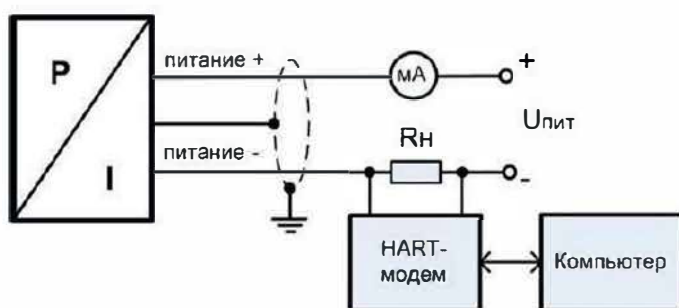 P
I
питание +
питание -
мА
+
Uпит
Rн
-
HART-
модем
Компьютер